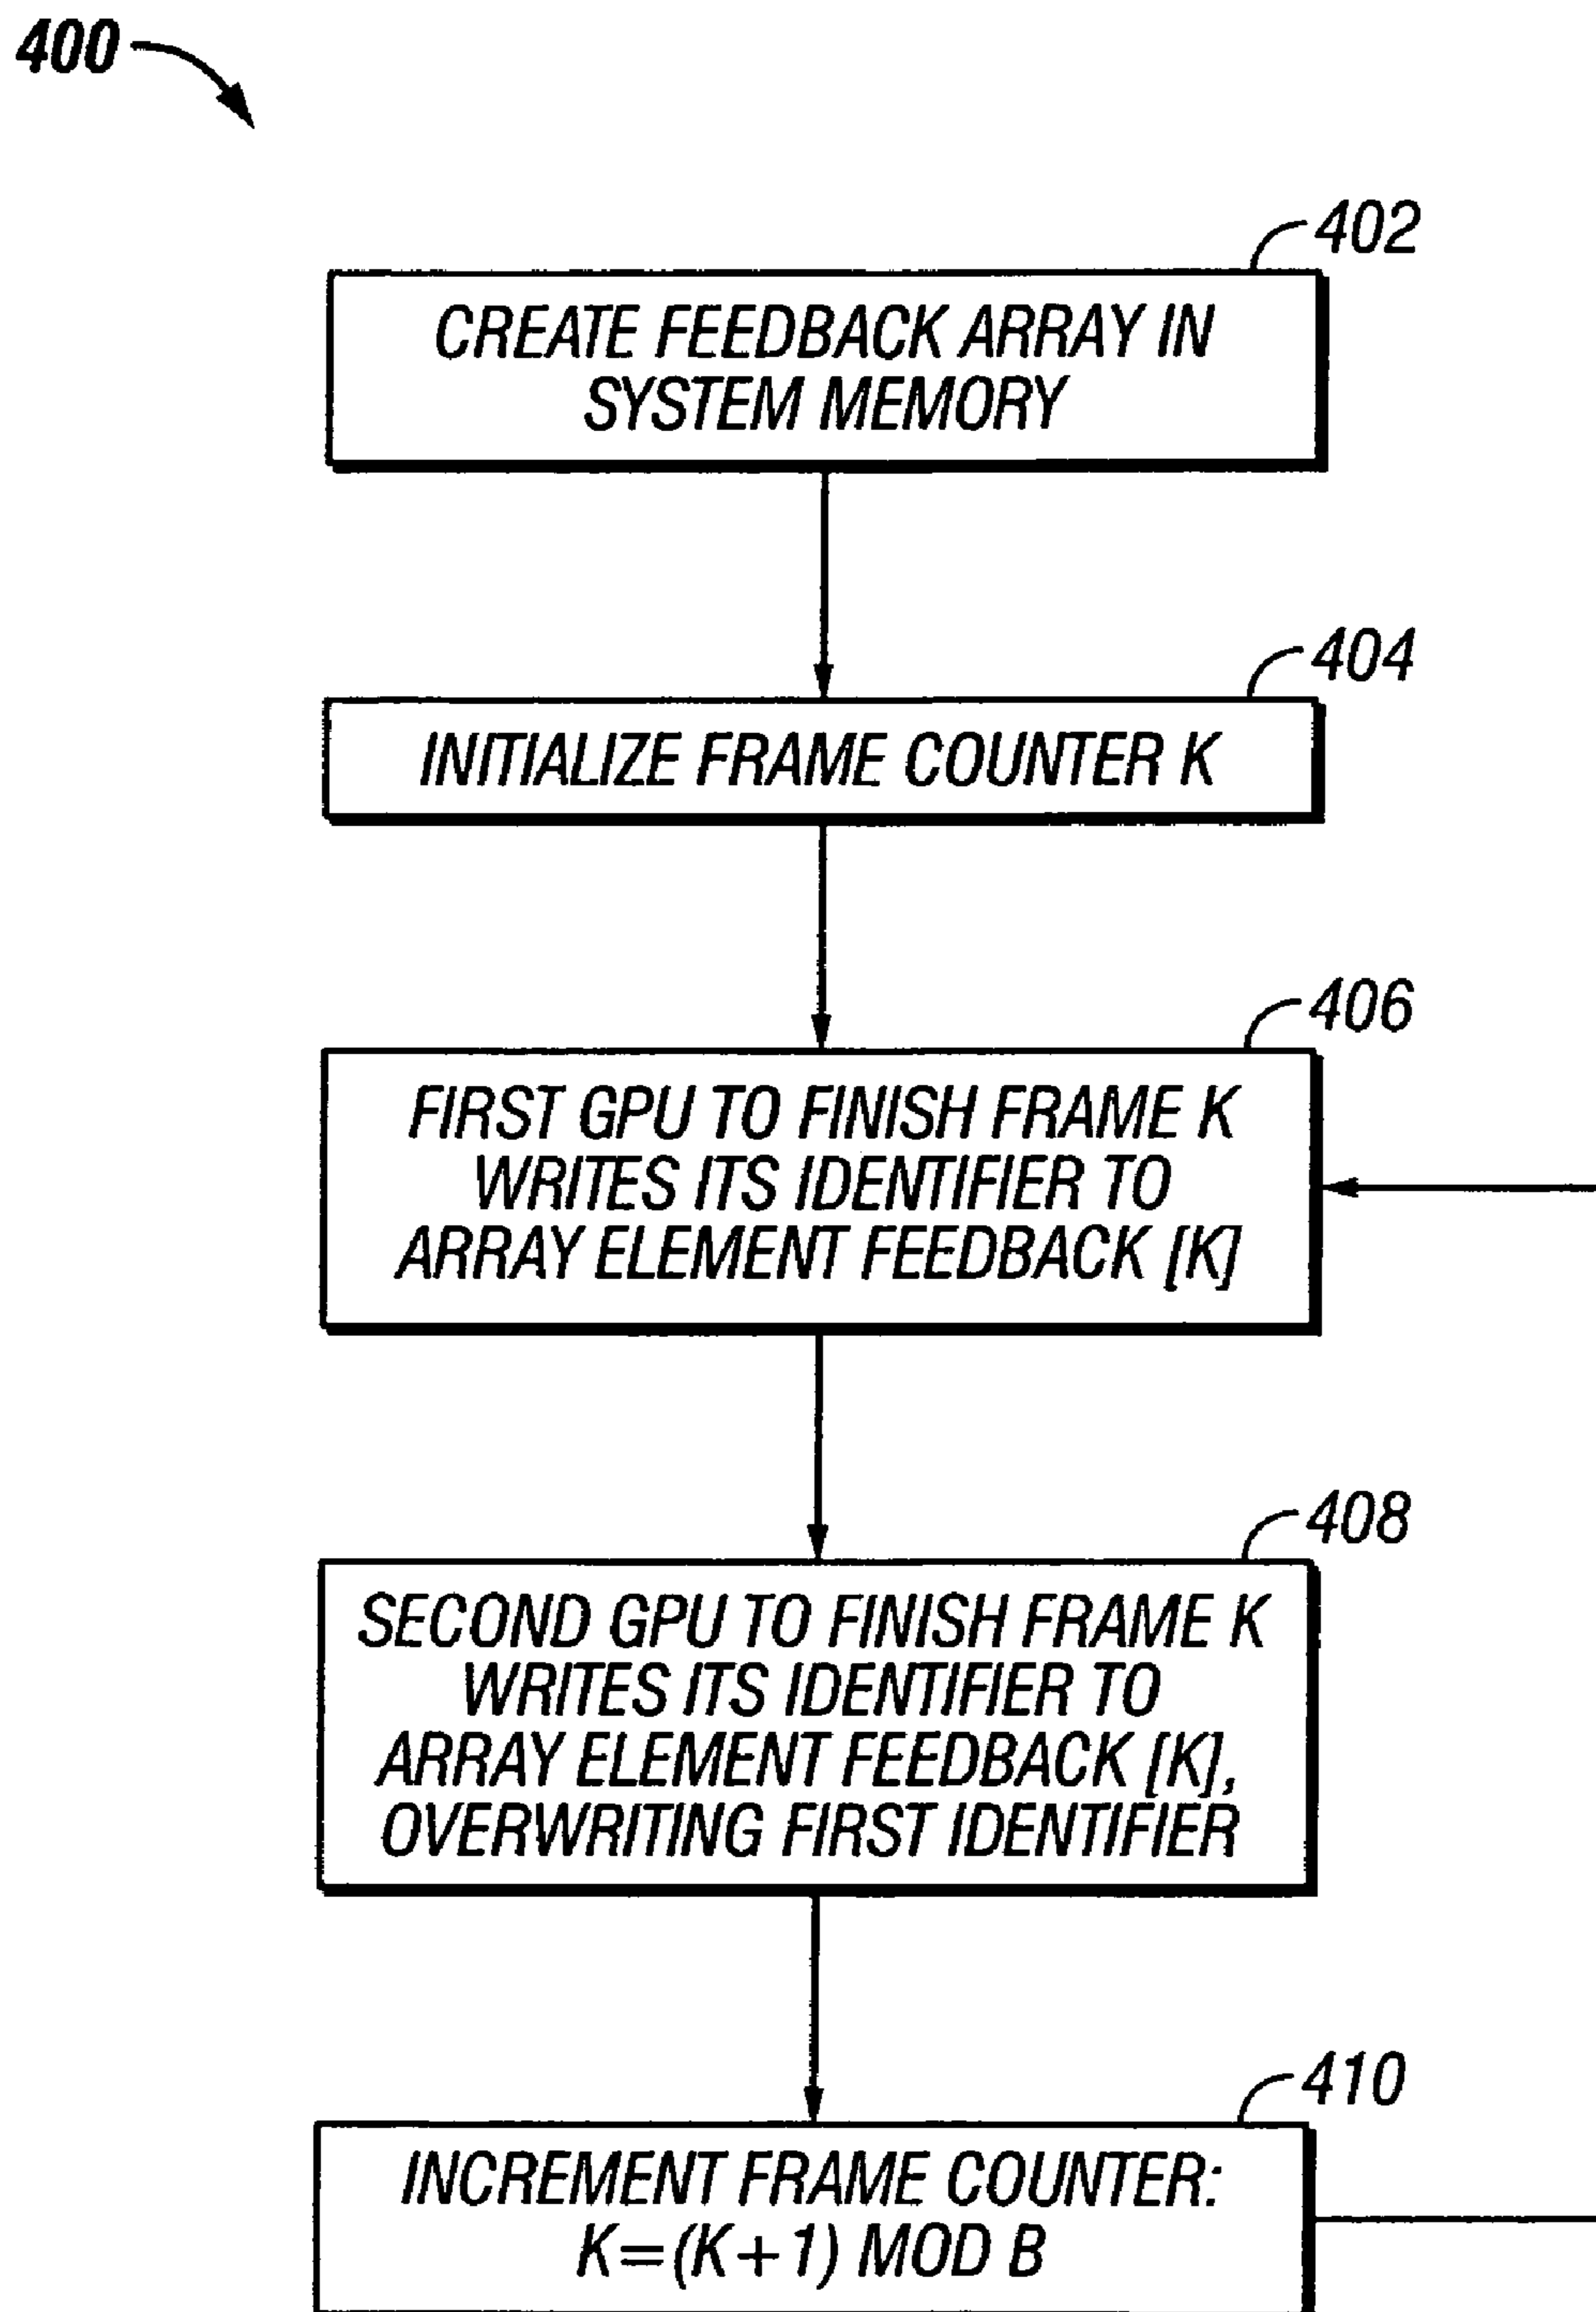 400
402
CREATE FEEDBACK ARRAY IN
SYSTEM MEMORY
404
INITIALIZE FRAME COUNTER K
406
FIRST GPU TO FINISH FRAME K
WRITES ITS IDENTIFIER TO
ARRAY ELEMENT FEEDBACK [K]
408
SECOND GPU TO FINISH FRAME K
WRITES ITS IDENTIFIER TO
ARRAY ELEMENT FEEDBACK [K],
OVERWRITING FIRST IDENTIFIER
410
INCREMENT FRAME COUNTER:
K=(K+1) MOD B